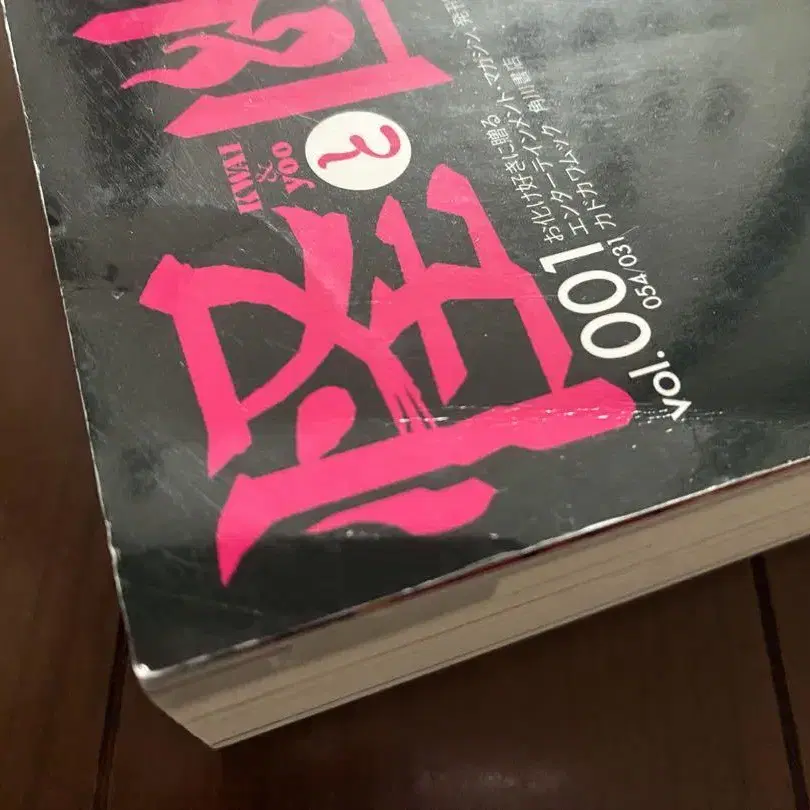 怪
と
KWAI
&
YOO
vol.001
お化け好きに贈る
エンターテインメント・マガジン、
カドカワムック 角川書店
054/031